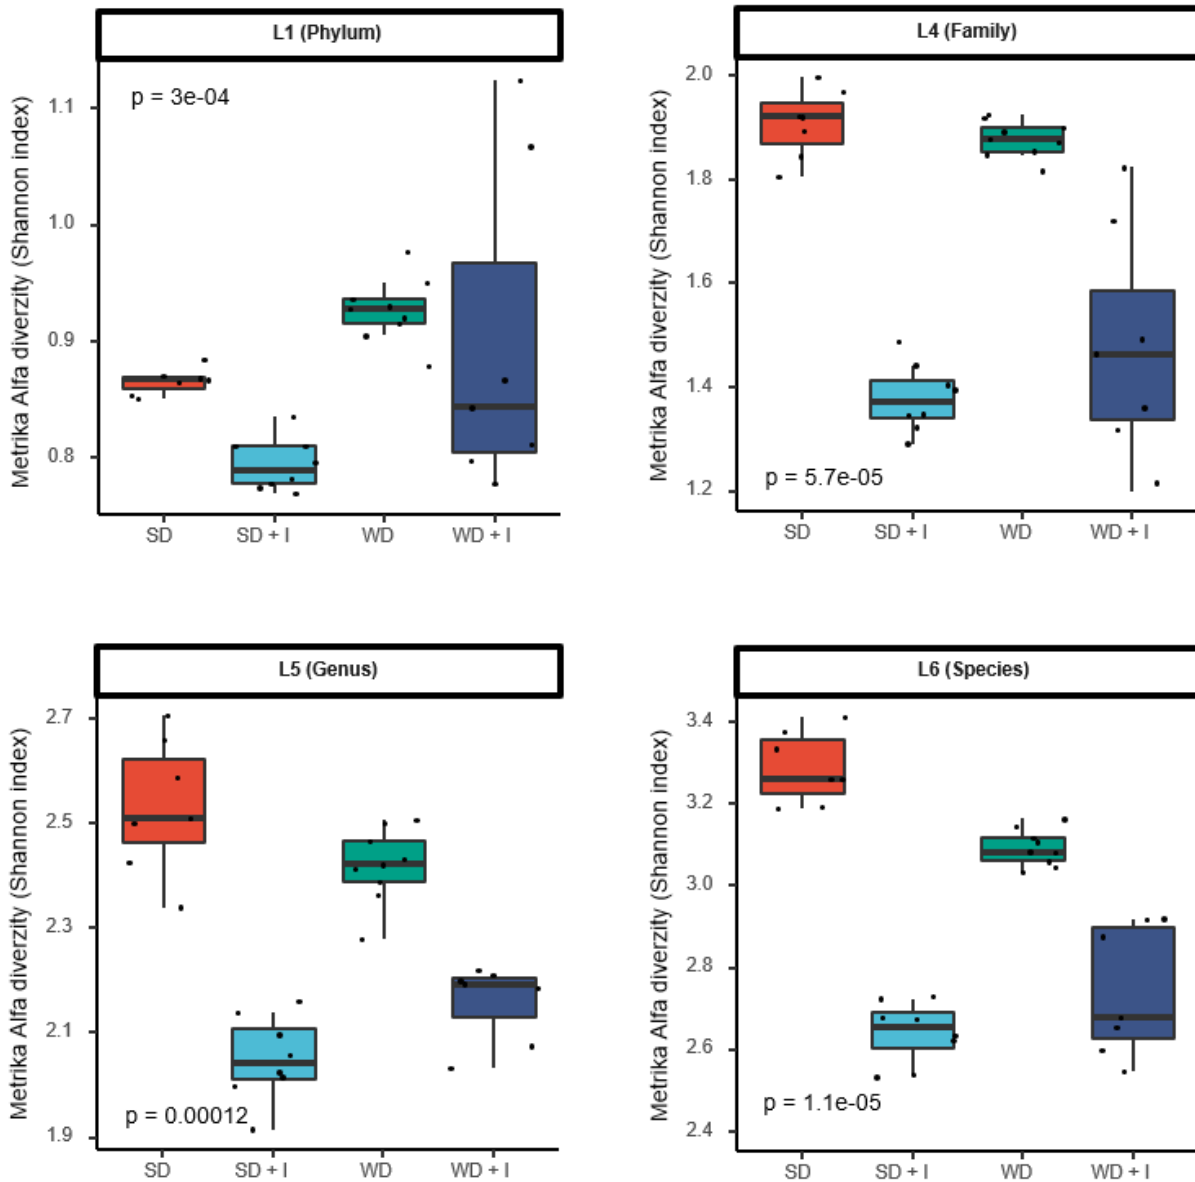 L1 (Phylum)
Metrika Alfa diverzity (Shannon index)
p = 3e-04
1.1
1.0
0.9
0.8
SD
SD + I
WD
WD + I
L4 (Family)
Metrika Alfa diverzity (Shannon index)
2.0
1.8
1.6
1.4
1.2
p = 5.7e-05
SD
SD + I
WD
WD + I
L5 (Genus)
Metrika Alfa diverzity (Shannon index)
2.7
2.5
2.3
2.1
1.9
p = 0.00012
SD
SD + I
WD
WD + I
L6 (Species)
Metrika Alfa diverzity (Shannon index)
3.4
3.2
3.0
2.8
2.6
2.4
p = 1.1e-05
SD
SD + I
WD
WD + I